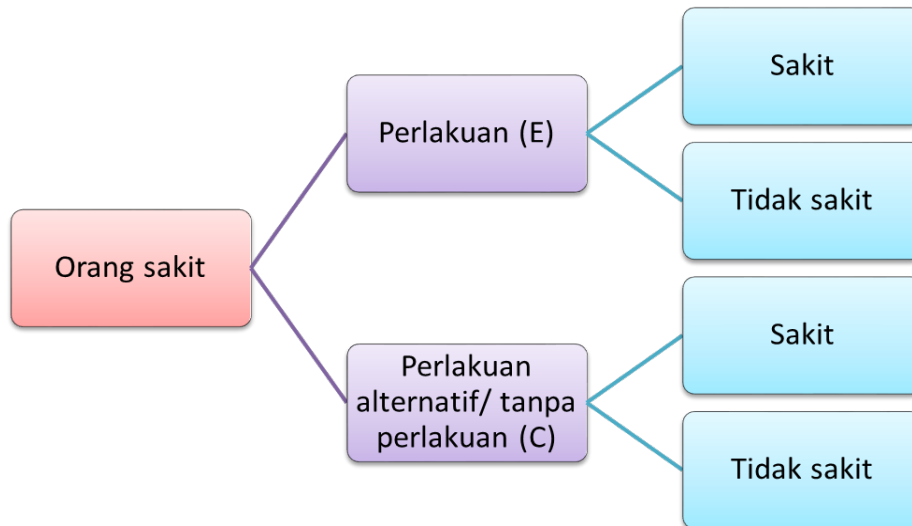 Orang sakit
Perlakuan (E)
Sakit
Tidak sakit
Perlakuan
alternatif/ tanpa
perlakuan (C)
Sakit
Tidak sakit